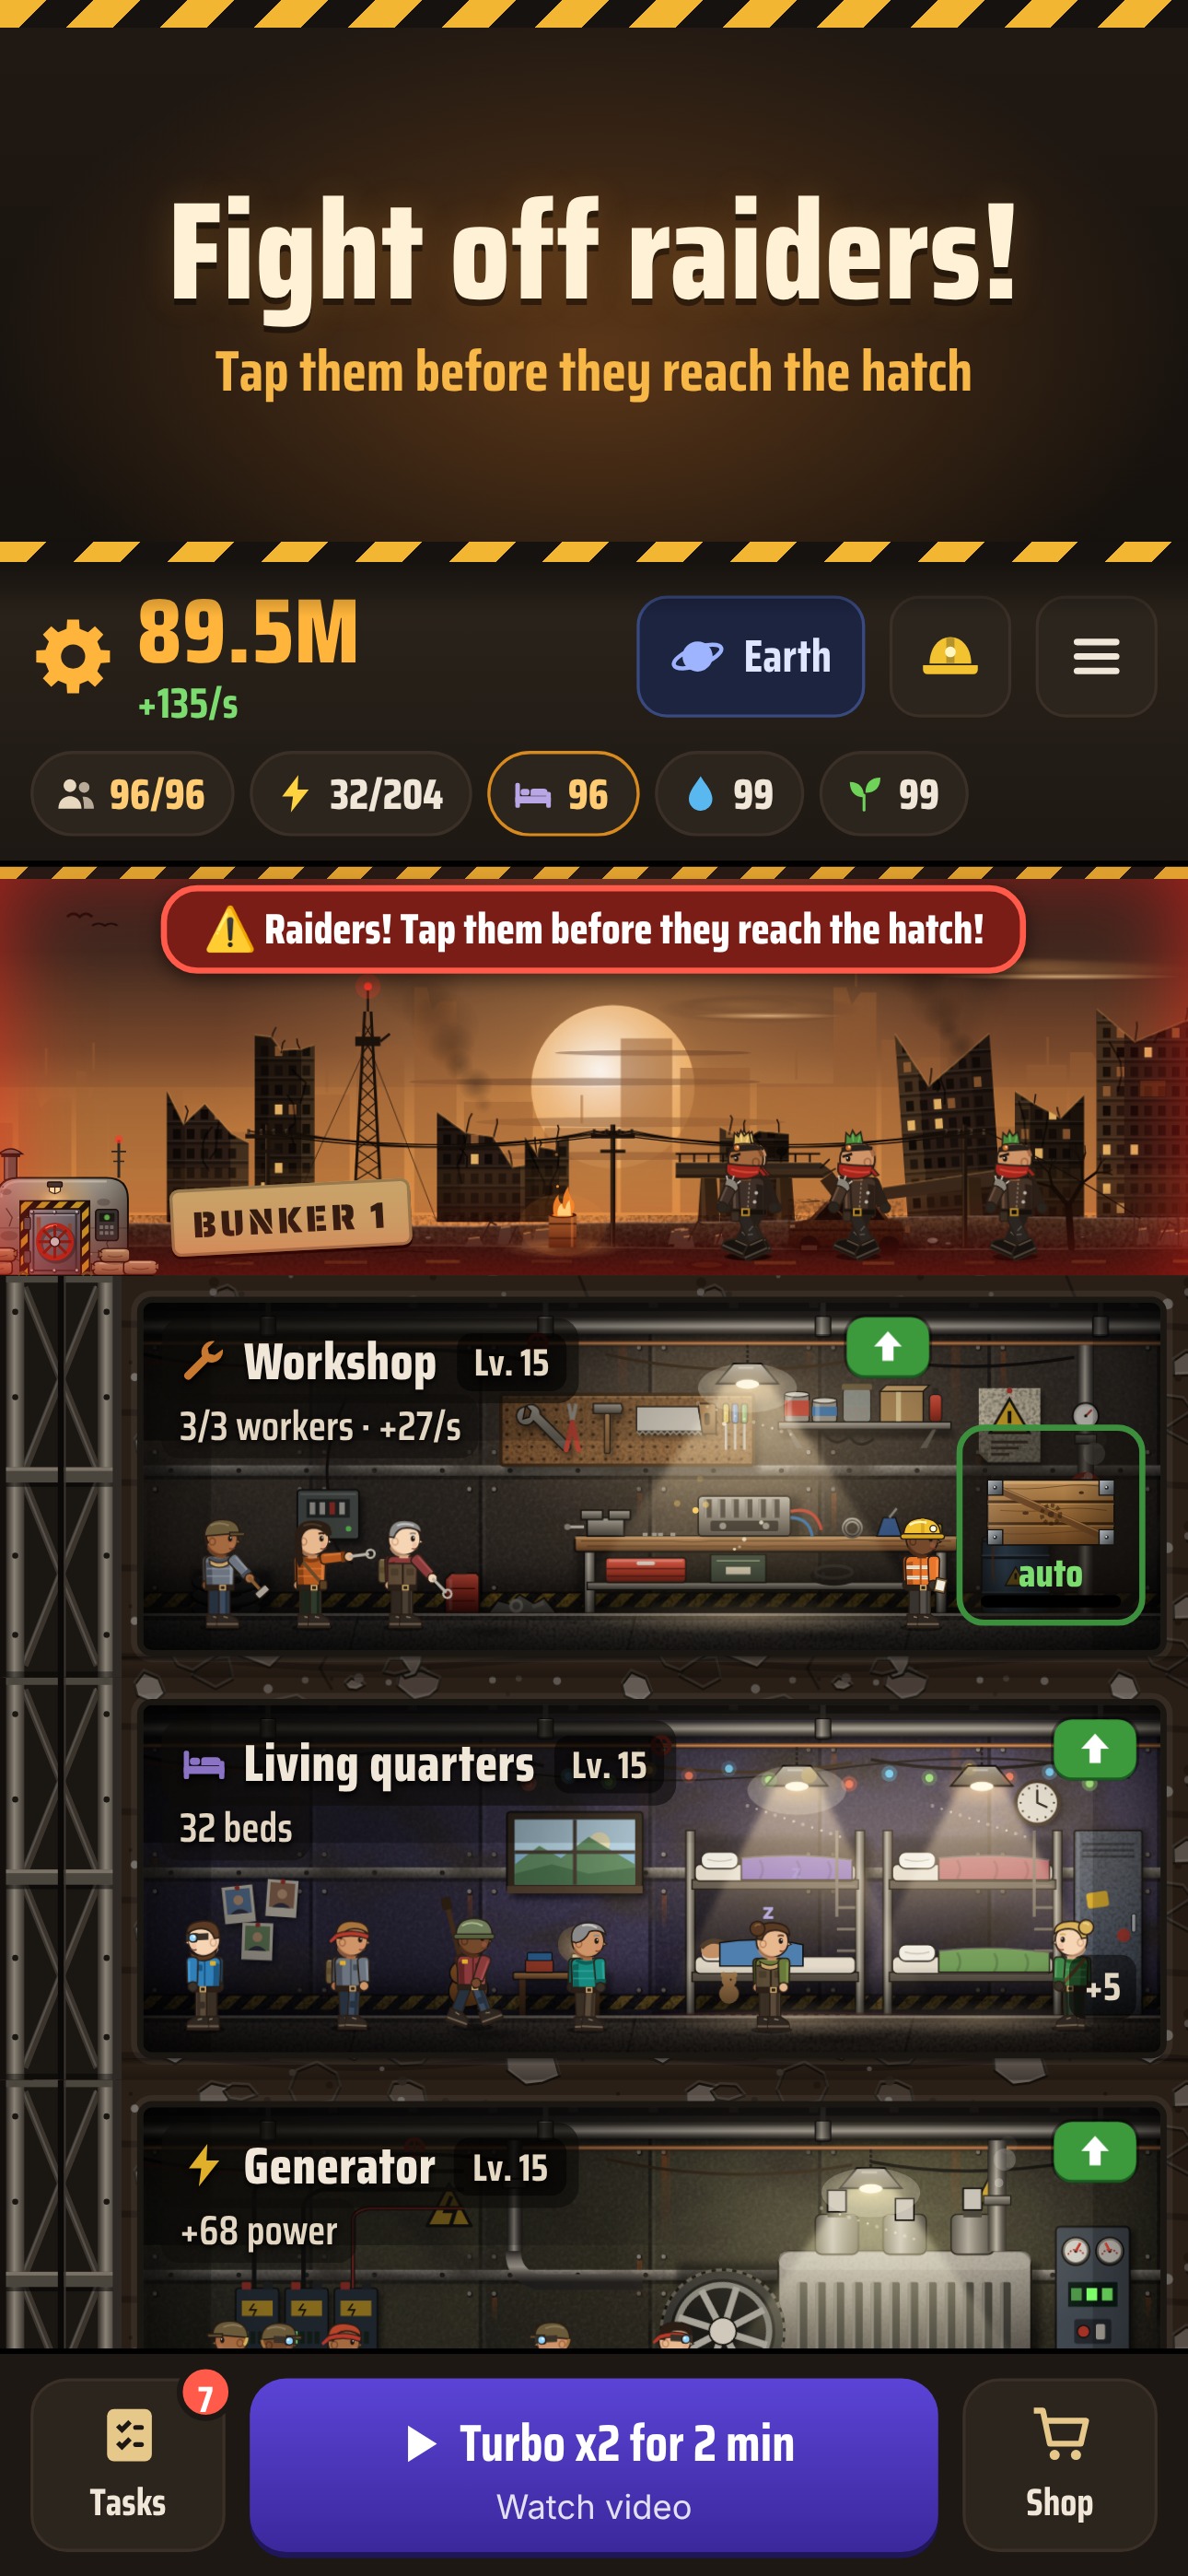 Fight off raiders!
Tap them before they reach the hatch
89.5M
+135/s
Earth
96/96
32/204
96
99
99
⚠️ Raiders! Tap them before they reach the hatch!
BUNKER 1
Workshop Lv. 15
3/3 workers · +27/s
auto
Living quarters Lv. 15
32 beds
z
+5
Generator Lv. 15
+68 power
7
Tasks
Turbo x2 for 2 min
Watch video
Shop